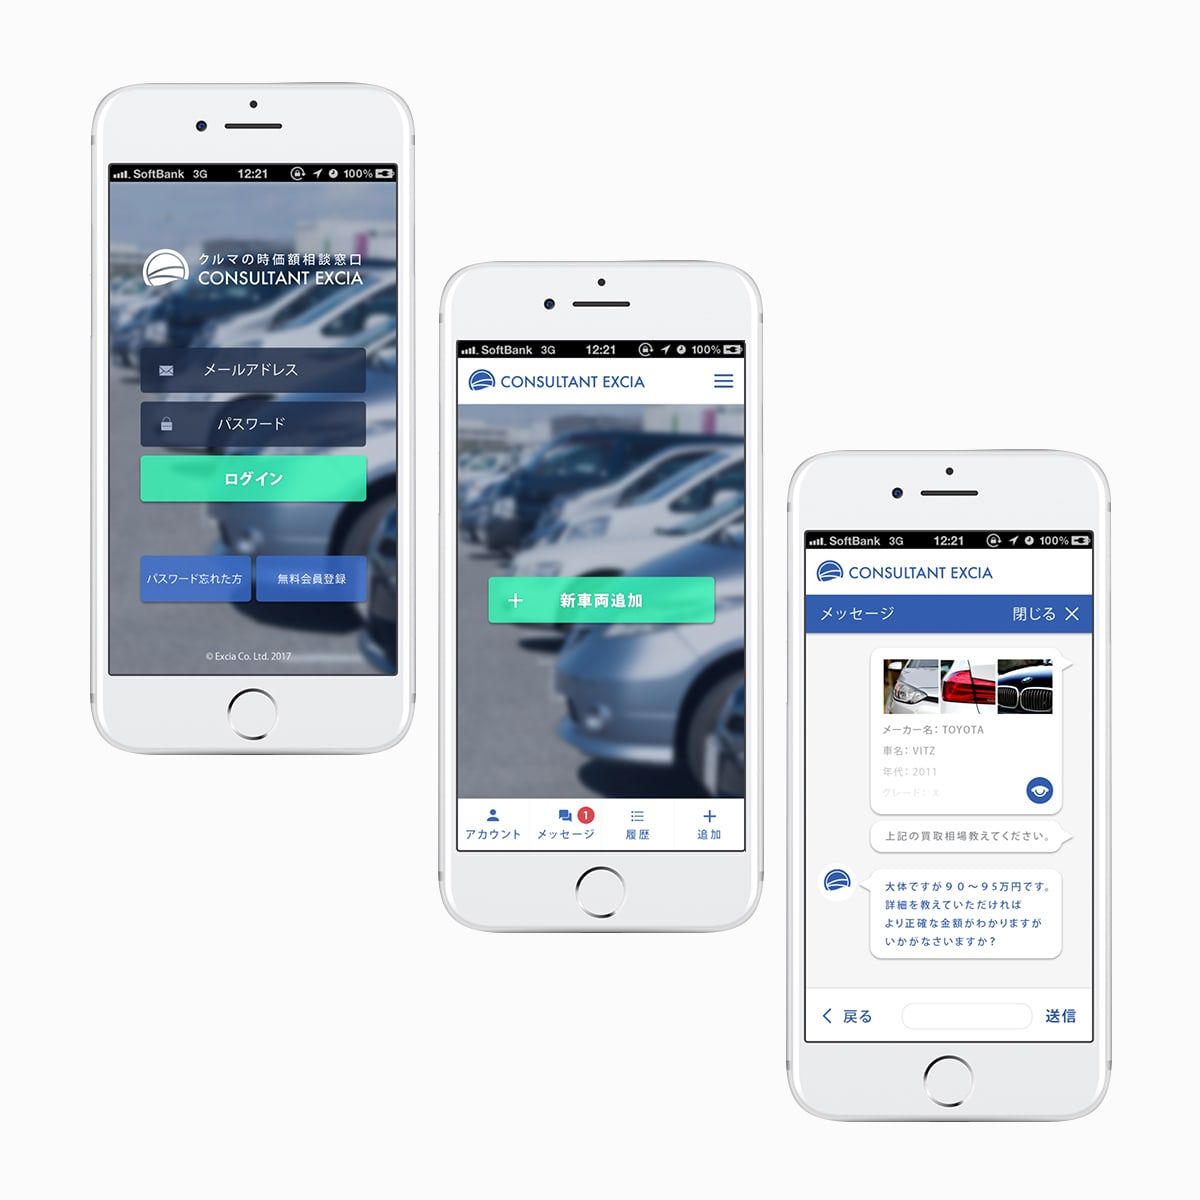 SoftBank 3G 12:21 100%
クルマの時価額相談窓口
CONSULTANT EXCIA
メールアドレス
パスワード
ログイン
パスワード忘れた方
無料会員登録
© Excia Co. Ltd. 2017
SoftBank 3G 12:21 100%
CONSULTANT EXCIA
新車両追加
アカウント
メッセージ
1
履歴
追加
SoftBank 3G 12:21 100%
CONSULTANT EXCIA
メッセージ
閉じる
メーカー名: TOYOTA
車名: VITZ
年代: 2011
グレード: X
上記の買取相場教えてください。
大体ですが90～95万円です。
詳細を教えていただければ
より正確な金額がわかりますが
いかがなさいますか？
戻る
送信